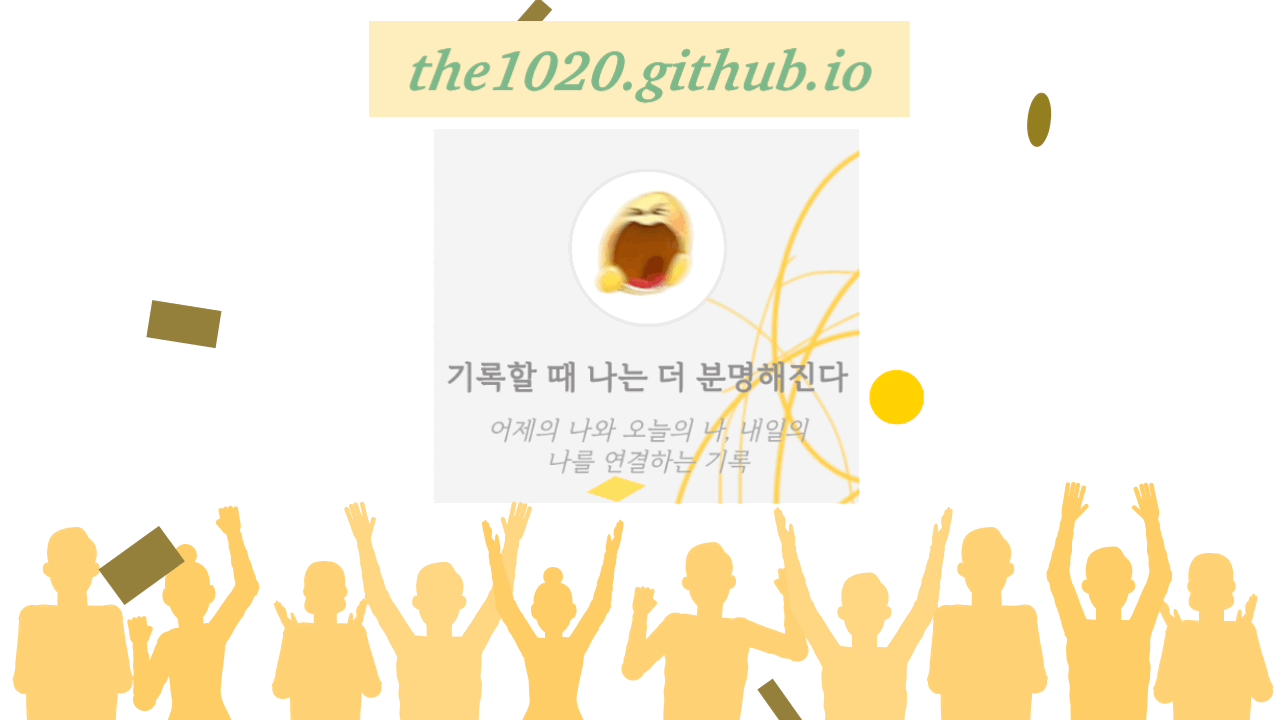 the1020.github.io
기록할 때 나는 더 분명해진다
어제의 나와 오늘의 나, 내일의
나를 연결하는 기록